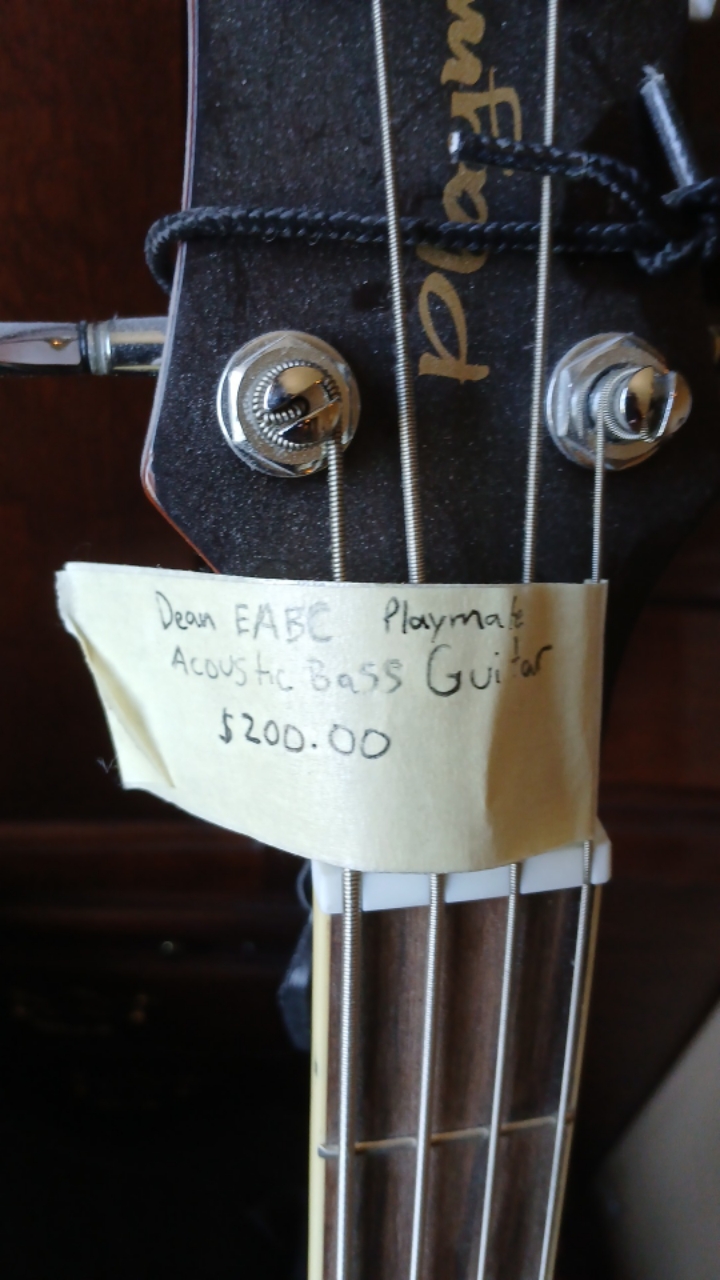 Dean EABC Playmate
Acoustic Bass Guitar
$200.00